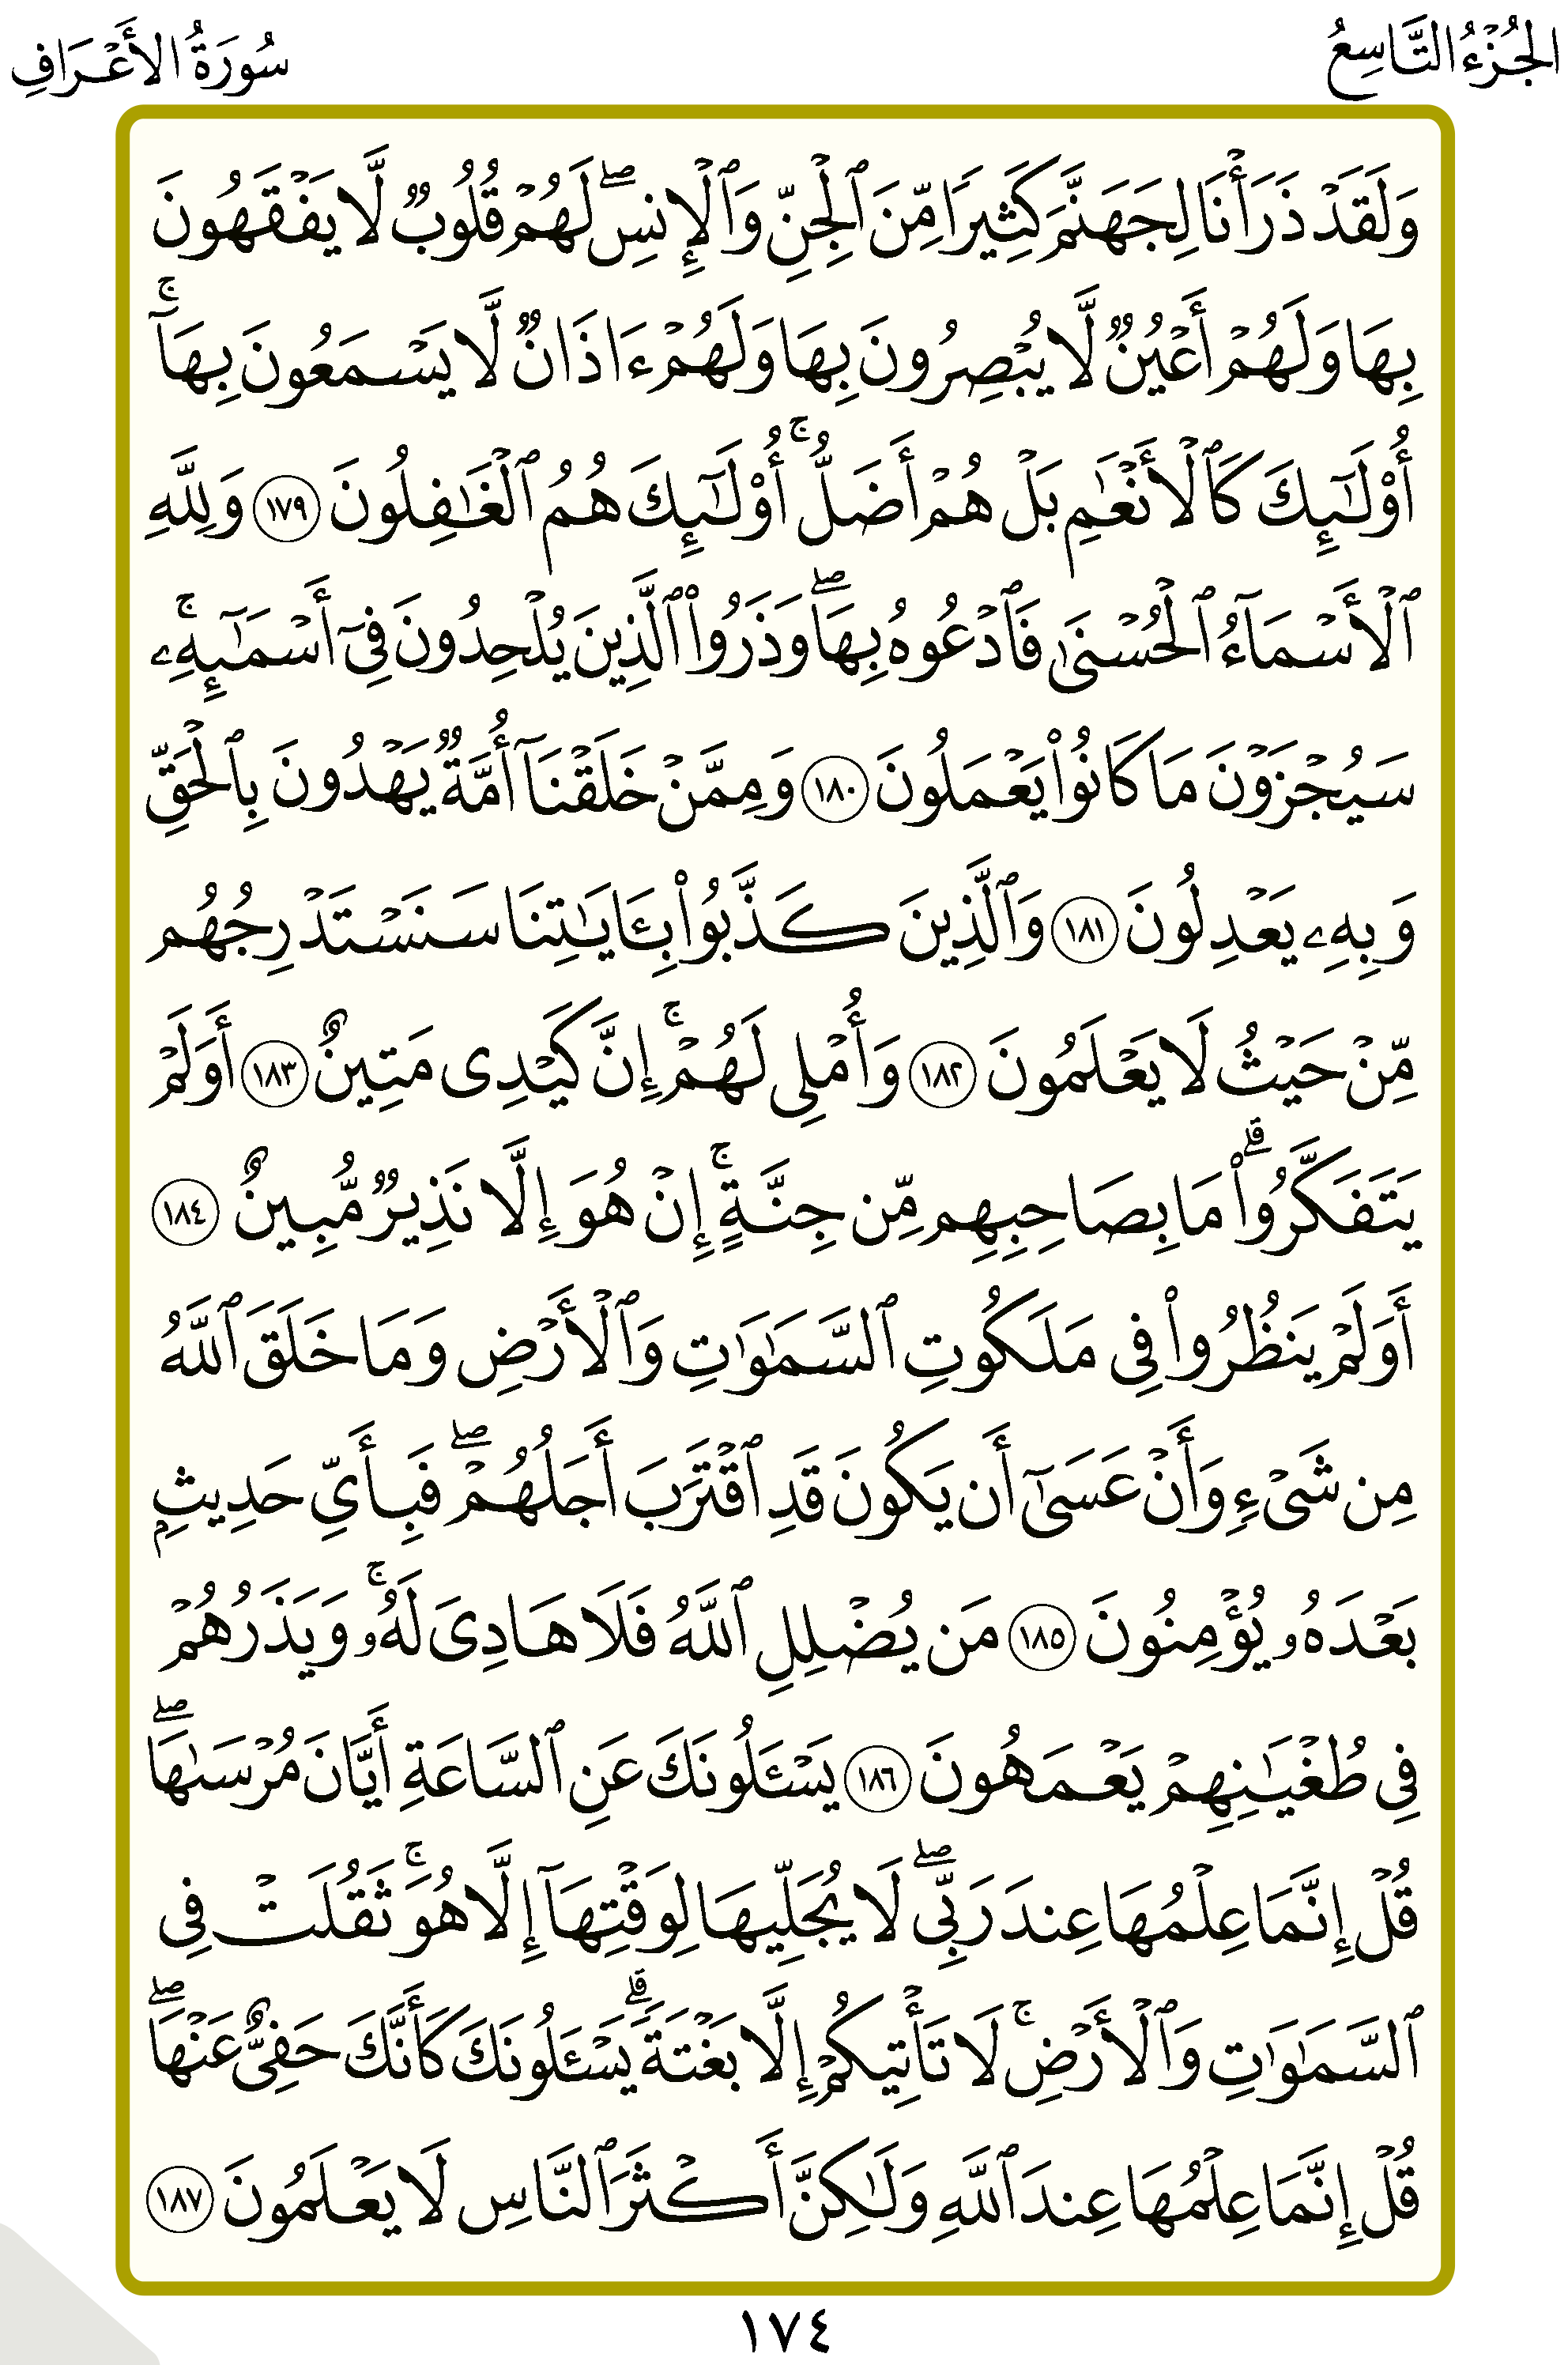 الجُزْءُ التَّاسِعُ
سُورَةُ الأَعْرَافِ
وَلَقَدْ ذَرَأْنَا لِجَهَنَّمَ كَثِيرًا مِّنَ ٱلْجِنِّ وَٱلْإِنسِ ۖ لَهُمْ قُلُوبٌ لَّا يَفْقَهُونَ
بِهَا وَلَهُمْ أَعْيُنٌ لَّا يُبْصِرُونَ بِهَا وَلَهُمْ ءَاذَانٌ لَّا يَسْمَعُونَ بِهَآ ۚ
أُو۟لَـٰٓئِكَ كَٱلْأَنْعَـٰمِ بَلْ هُمْ أَضَلُّ ۚ أُو۟لَـٰٓئِكَ هُمُ ٱلْغَـٰفِلُونَ ١٧٩ وَلِلَّهِ
ٱلْأَسْمَآءُ ٱلْحُسْنَىٰ فَٱدْعُوهُ بِهَا ۖ وَذَرُوا۟ ٱلَّذِينَ يُلْحِدُونَ فِىٓ أَسْمَـٰٓئِهِۦ ۚ
سَيُجْزَوْنَ مَا كَانُوا۟ يَعْمَلُونَ ١٨٠ وَمِمَّنْ خَلَقْنَآ أُمَّةٌ يَهْدُونَ بِٱلْحَقِّ
وَبِهِۦ يَعْدِلُونَ ١٨١ وَٱلَّذِينَ كَذَّبُوا۟ بِـَٔايَـٰتِنَا سَنَسْتَدْرِجُهُم
مِّنْ حَيْثُ لَا يَعْلَمُونَ ١٨٢ وَأُمْلِى لَهُمْ ۚ إِنَّ كَيْدِى مَتِينٌ ١٨٣ أَوَلَمْ
يَتَفَكَّرُوا۟ ۗ مَا بِصَاحِبِهِم مِّن جِنَّةٍ ۚ إِنْ هُوَ إِلَّا نَذِيرٌ مُّبِينٌ ١٨٤
أَوَلَمْ يَنظُرُوا۟ فِى مَلَكُوتِ ٱلسَّمَـٰوَٰتِ وَٱلْأَرْضِ وَمَا خَلَقَ ٱللَّهُ
مِن شَىْءٍ وَأَنْ عَسَىٰٓ أَن يَكُونَ قَدِ ٱقْتَرَبَ أَجَلُهُمْ ۖ فَبِأَىِّ حَدِيثٍۭ
بَعْدَهُۥ يُؤْمِنُونَ ١٨٥ مَن يُضْلِلِ ٱللَّهُ فَلَا هَادِىَ لَهُۥ ۚ وَيَذَرُهُمْ
فِى طُغْيَـٰنِهِمْ يَعْمَهُونَ ١٨٦ يَسْـَٔلُونَكَ عَنِ ٱلسَّاعَةِ أَيَّانَ مُرْسَىٰهَا ۖ
قُلْ إِنَّمَا عِلْمُهَا عِندَ رَبِّى ۖ لَا يُجَلِّيهَا لِوَقْتِهَآ إِلَّا هُوَ ۚ ثَقُلَتْ فِى
ٱلسَّمَـٰوَٰتِ وَٱلْأَرْضِ ۚ لَا تَأْتِيكُمْ إِلَّا بَغْتَةً ۗ يَسْـَٔلُونَكَ كَأَنَّكَ حَفِىٌّ عَنْهَا ۖ
قُلْ إِنَّمَا عِلْمُهَا عِندَ ٱللَّهِ وَلَـٰكِنَّ أَكْثَرَ ٱلنَّاسِ لَا يَعْلَمُونَ ١٨٧
١٧٤